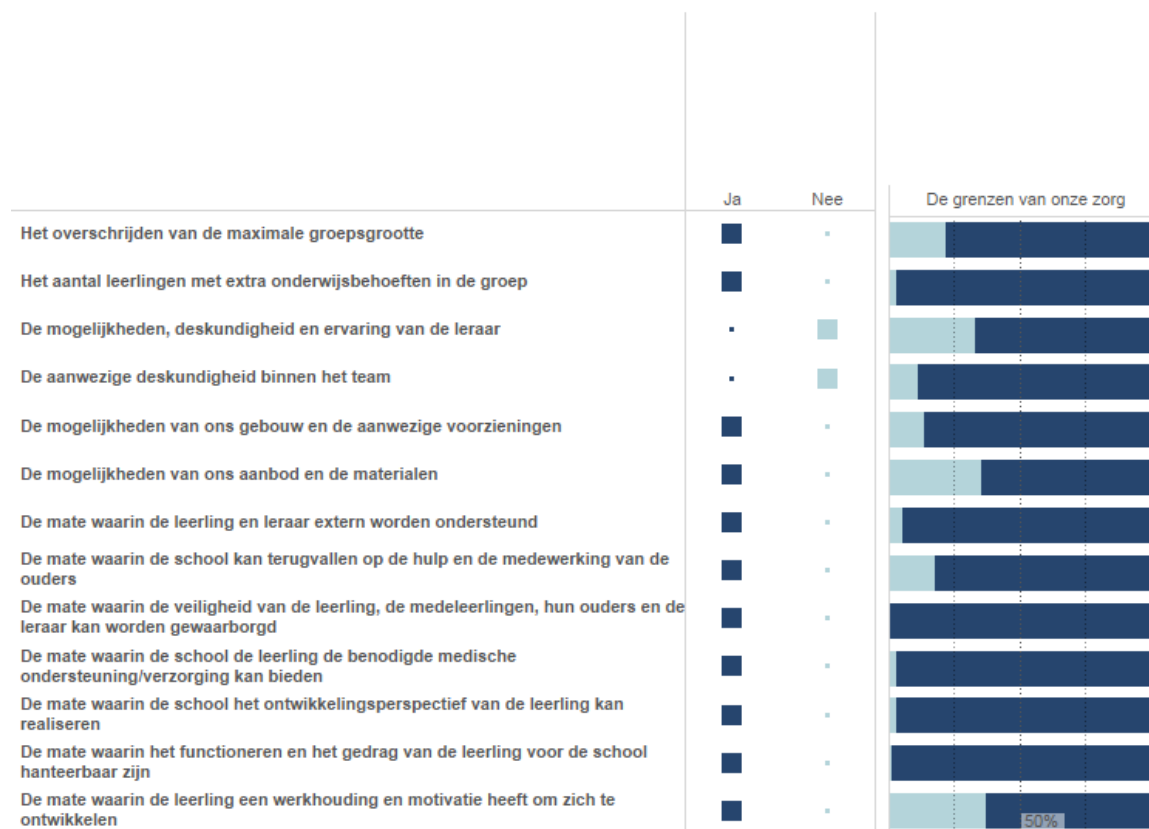 Ja Nee De grenzen van onze zorg
Het overschrijden van de maximale groepsgrootte
Het aantal leerlingen met extra onderwijsbehoeften in de groep
De mogelijkheden, deskundigheid en ervaring van de leraar
De aanwezige deskundigheid binnen het team
De mogelijkheden van ons gebouw en de aanwezige voorzieningen
De mogelijkheden van ons aanbod en de materialen
De mate waarin de leerling en leraar extern worden ondersteund
De mate waarin de school kan terugvallen op de hulp en de medewerking van de
ouders
De mate waarin de veiligheid van de leerling, de medeleerlingen, hun ouders en de
leraar kan worden gewaarborgd
De mate waarin de school de leerling de benodigde medische
ondersteuning/verzorging kan bieden
De mate waarin de school het ontwikkelingsperspectief van de leerling kan
realiseren
De mate waarin het functioneren en het gedrag van de leerling voor de school
hanteerbaar zijn
De mate waarin de leerling een werkhouding en motivatie heeft om zich te
ontwikkelen
50%